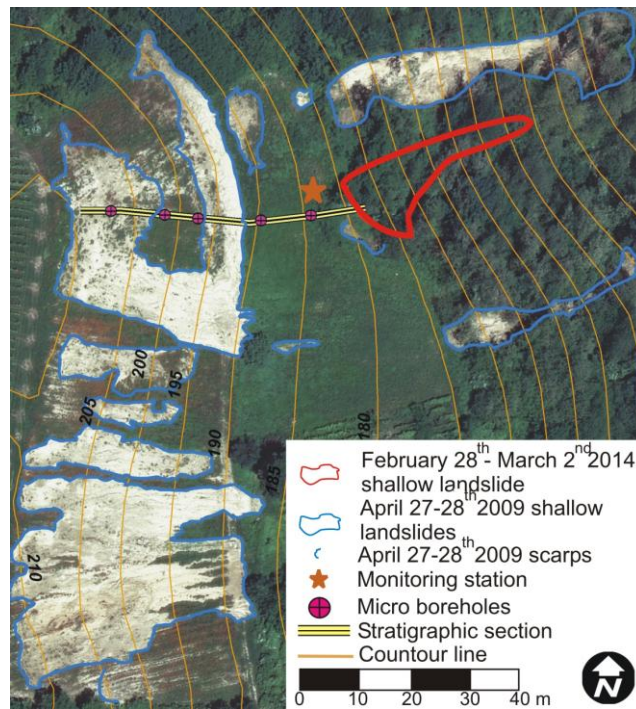 200
195
205
190
180
185
210
February 28th - March 2nd 2014
shallow landslide
April 27-28th 2009 shallow
landslides
April 27-28th 2009 scarps
Monitoring station
Micro boreholes
Stratigraphic section
Countour line
0 10 20 30 40 m
N